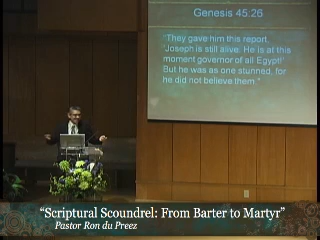 Genesis 45:26
"They gave him this report,
'Joseph is still alive: He is at this
moment governor of all Egypt!'
But he was as one stunned, for
he did not believe them."
“Scriptural Scoundrel: From Barter to Martyr”
Pastor Ron du Preez